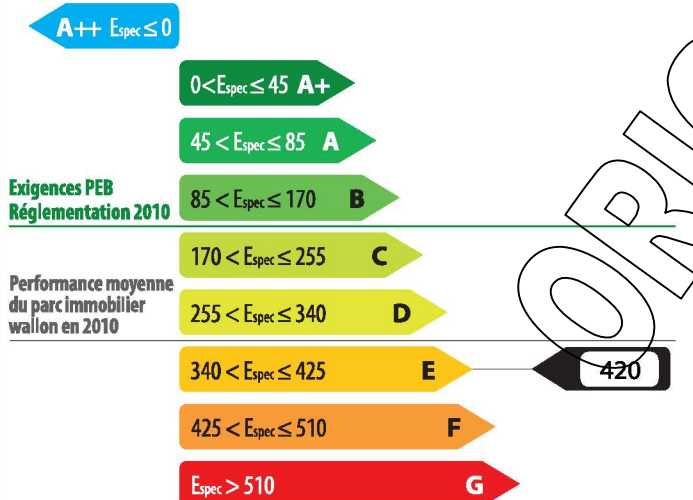 A++ Espec ≤ 0
0 < Espec ≤ 45 A+
45 < Espec ≤ 85 A
Exigences PEB
Réglementation 2010
85 < Espec ≤ 170 B
170 < Espec ≤ 255 C
Performance moyenne
du parc immobilier
wallon en 2010
255 < Espec ≤ 340 D
340 < Espec ≤ 425 E
420
425 < Espec ≤ 510 F
Espec > 510 G
ORI